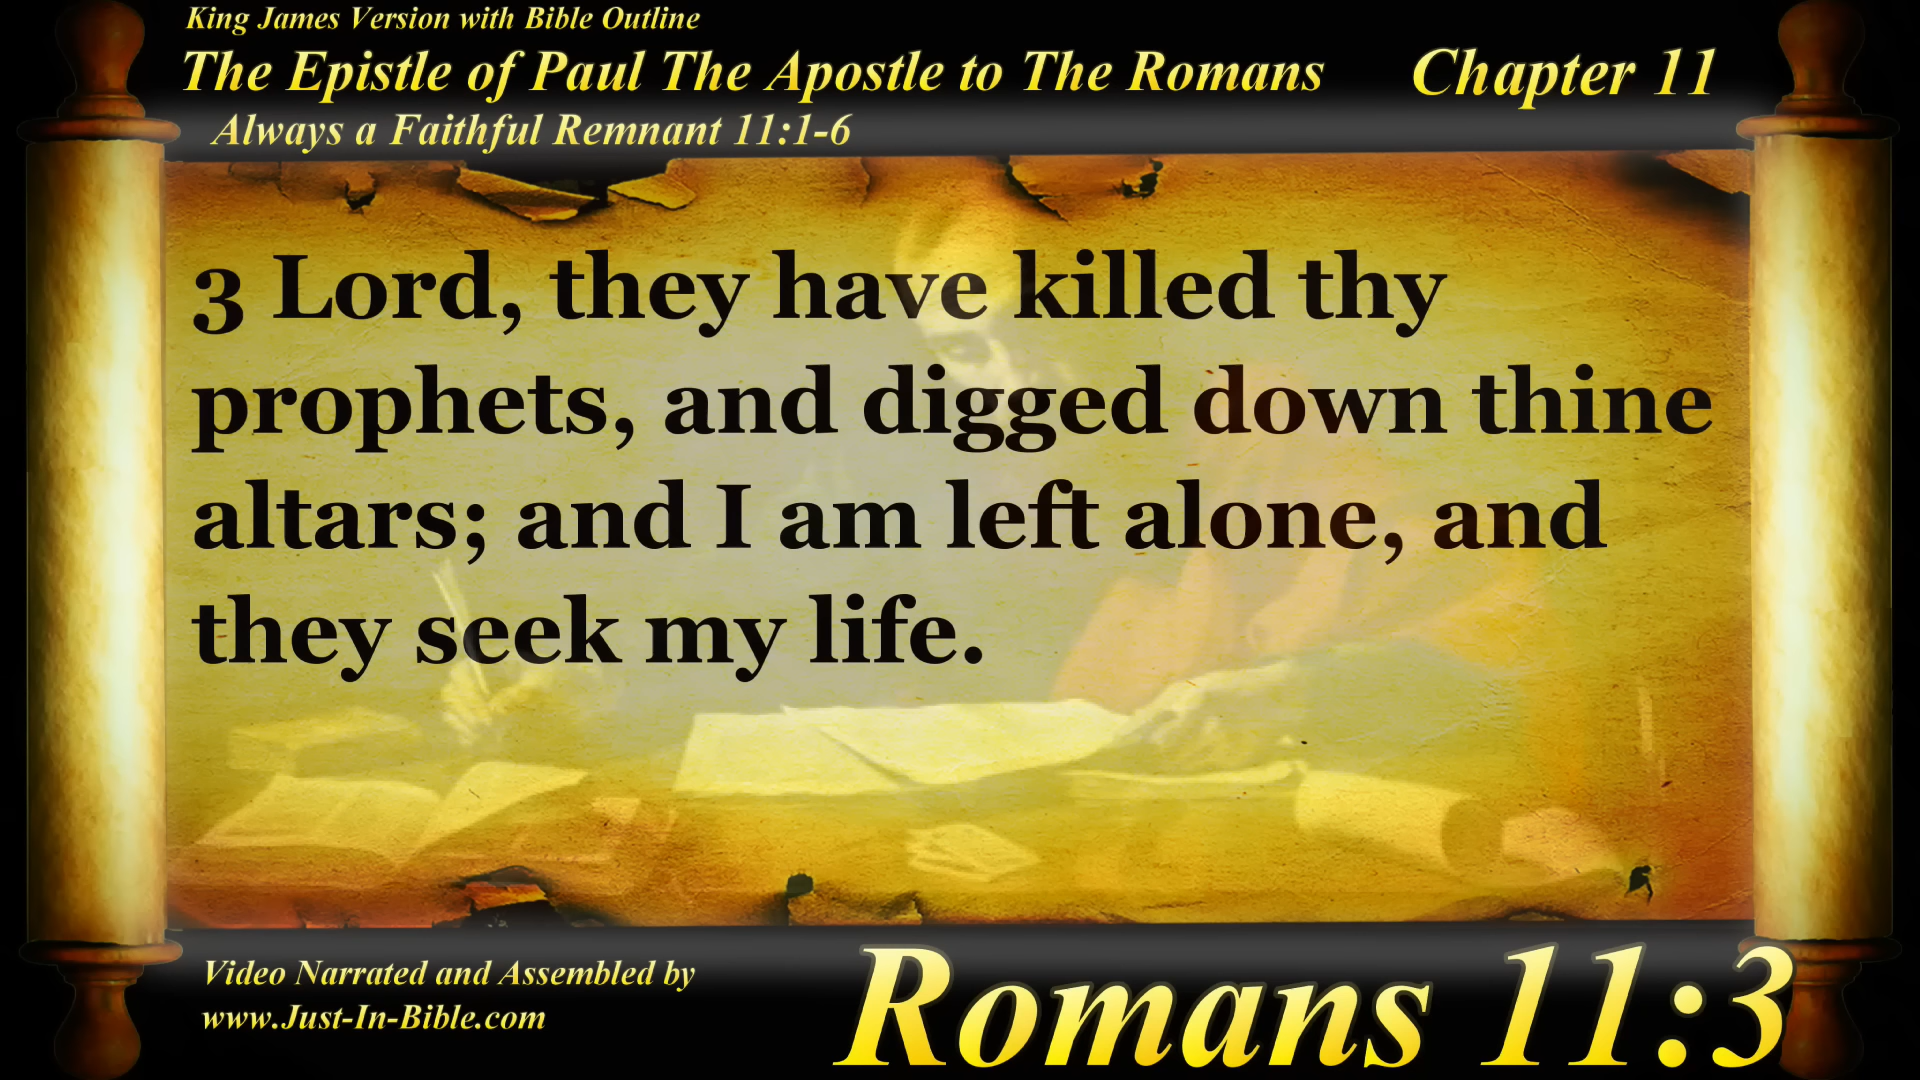 King James Version with Bible Outline
The Epistle of Paul The Apostle to The Romans Chapter 11
Always a Faithful Remnant 11:1-6
3 Lord, they have killed thy
prophets, and digged down thine
altars; and I am left alone, and
they seek my life.
Video Narrated and Assembled by
www.Just-In-Bible.com
Romans 11:3